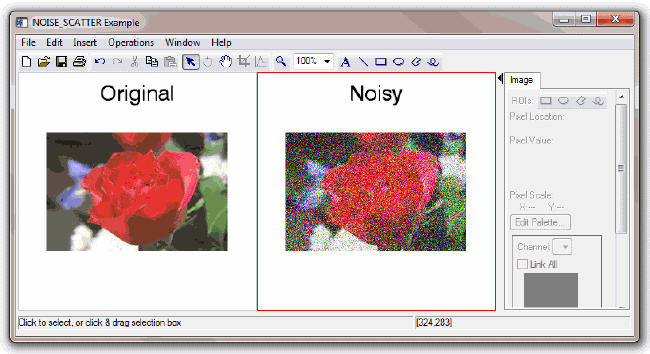 NOISE_SCATTER Example
File Edit Insert Operations Window Help
100%
Original
Noisy
Image
ROIs:
Pixel Location:
Pixel Value:
Pixel Scale
X --- Y ---
Edit Palette...
Channel
Link All
Click to select, or click & drag selection box
[324,283]